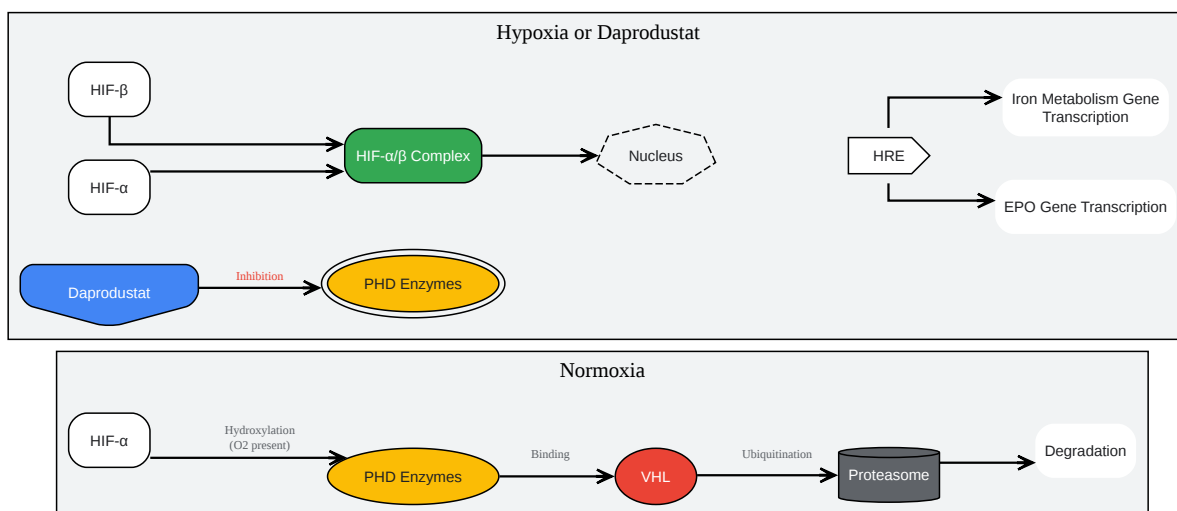 Hypoxia or Daprodustat
HIF-β
HIF-α
HIF-α/β Complex
Nucleus
HRE
Iron Metabolism Gene
Transcription
EPO Gene Transcription
Daprodustat
Inhibition
PHD Enzymes
Normoxia
HIF-α
Hydroxylation
(O2 present)
PHD Enzymes
Binding
VHL
Ubiquitination
Proteasome
Degradation